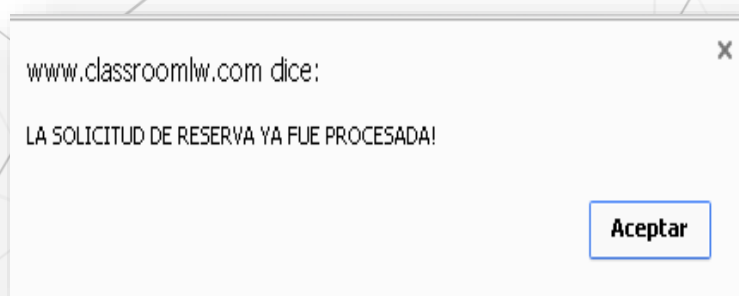 www.classroomlw.com dice:
LA SOLICITUD DE RESERVA YA FUE PROCESADA!
Aceptar